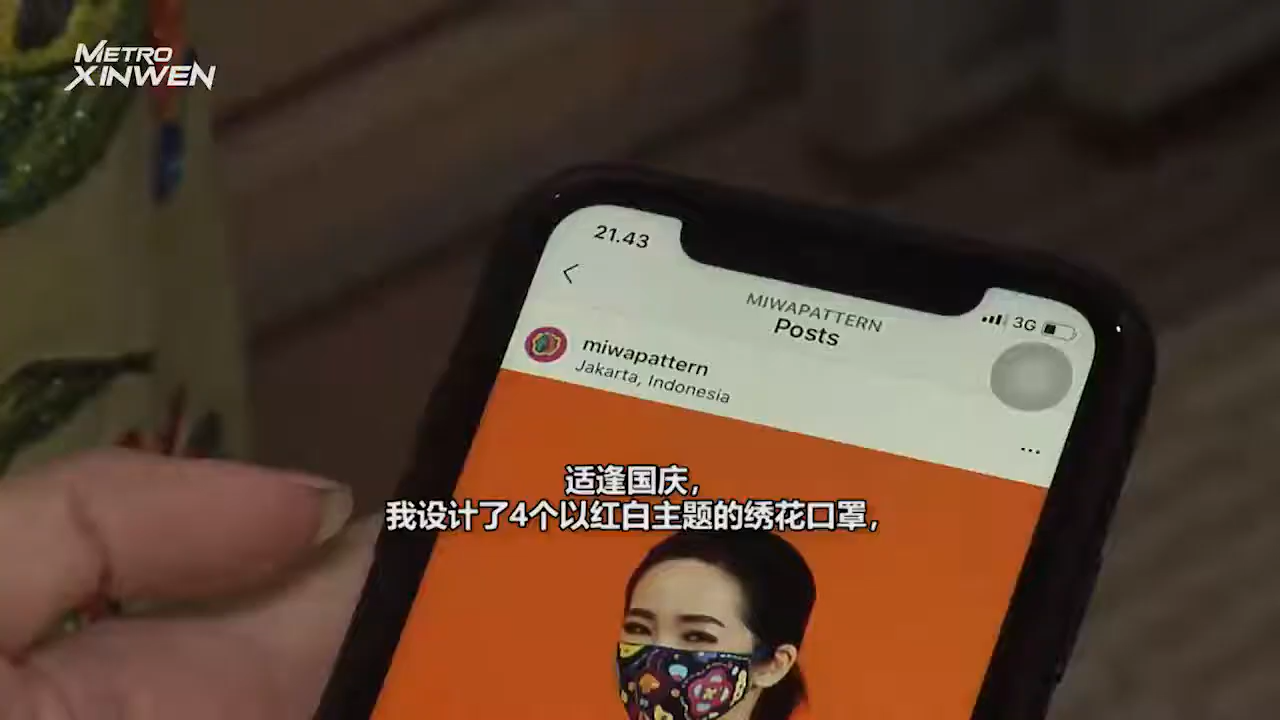 METRO
XINWEN
21.43
3G
MIWAPATTERN
Posts
miwapattern
Jakarta, Indonesia
适逢国庆，
我设计了4个以红白主题的绣花口罩，